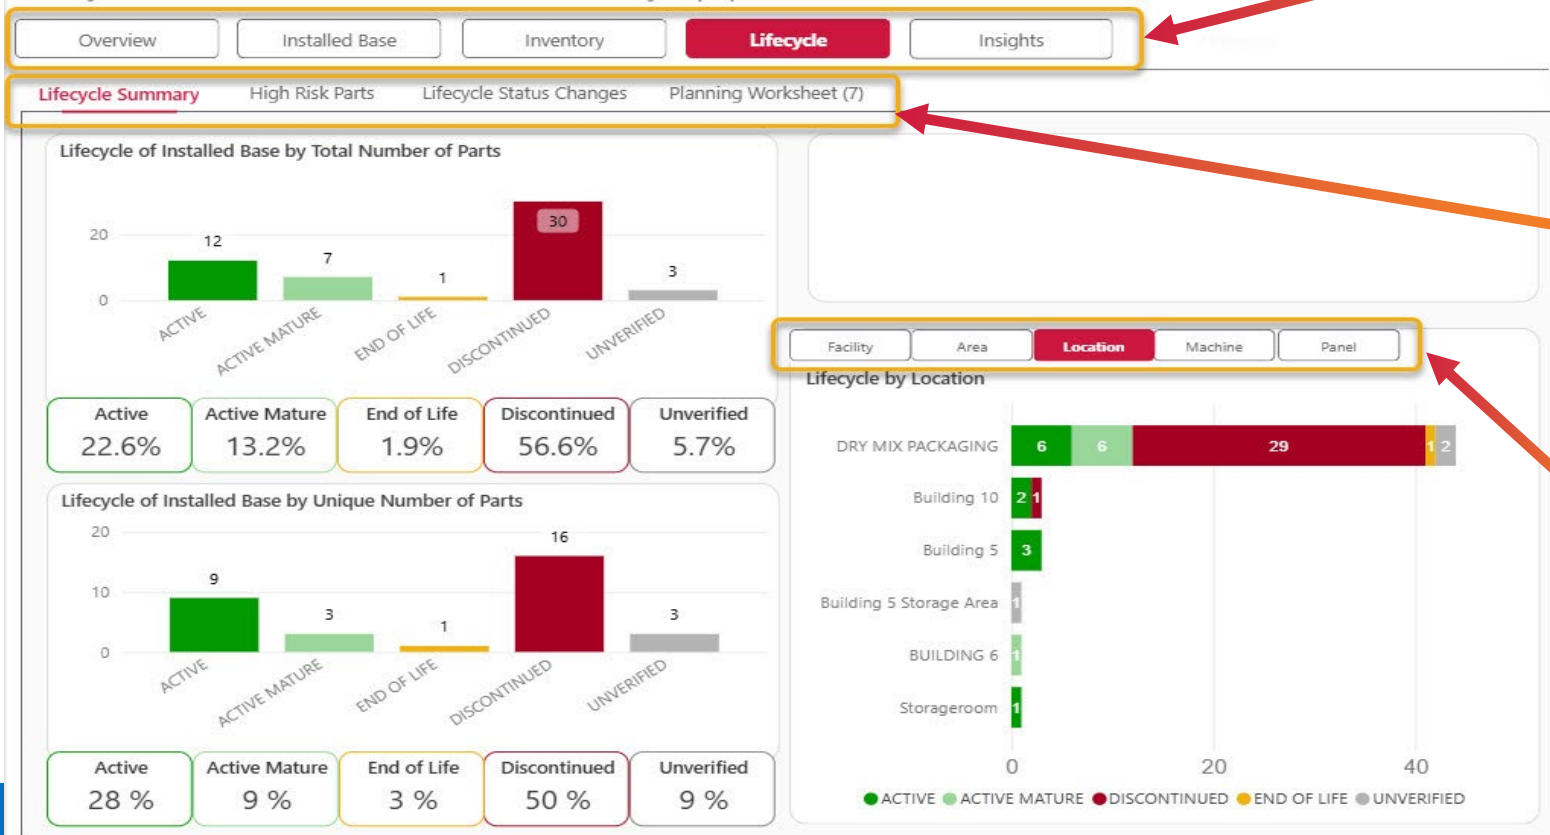 Overview Installed Base Inventory Lifecycle Insights
Lifecycle Summary High Risk Parts Lifecycle Status Changes Planning Worksheet (7)
Lifecycle of Installed Base by Total Number of Parts
20
0
12
7
1
30
3
ACTIVE
ACTIVE MATURE
END OF LIFE
DISCONTINUED
UNVERIFIED
Active Active Mature End of Life Discontinued Unverified
22.6% 13.2% 1.9% 56.6% 5.7%
Lifecycle of Installed Base by Unique Number of Parts
20
10
0
9
3
1
16
3
ACTIVE
ACTIVE MATURE
END OF LIFE
DISCONTINUED
UNVERIFIED
Active Active Mature End of Life Discontinued Unverified
28 % 9 % 3 % 50 % 9 %
Facility Area Location Machine Panel
Lifecycle by Location
DRY MIX PACKAGING 6 6 29 1 2
Building 10 2 1
Building 5 3
Building 5 Storage Area 1
BUILDING 6 1
Storageroom 1
0 20 40
ACTIVE ACTIVE MATURE DISCONTINUED END OF LIFE UNVERIFIED